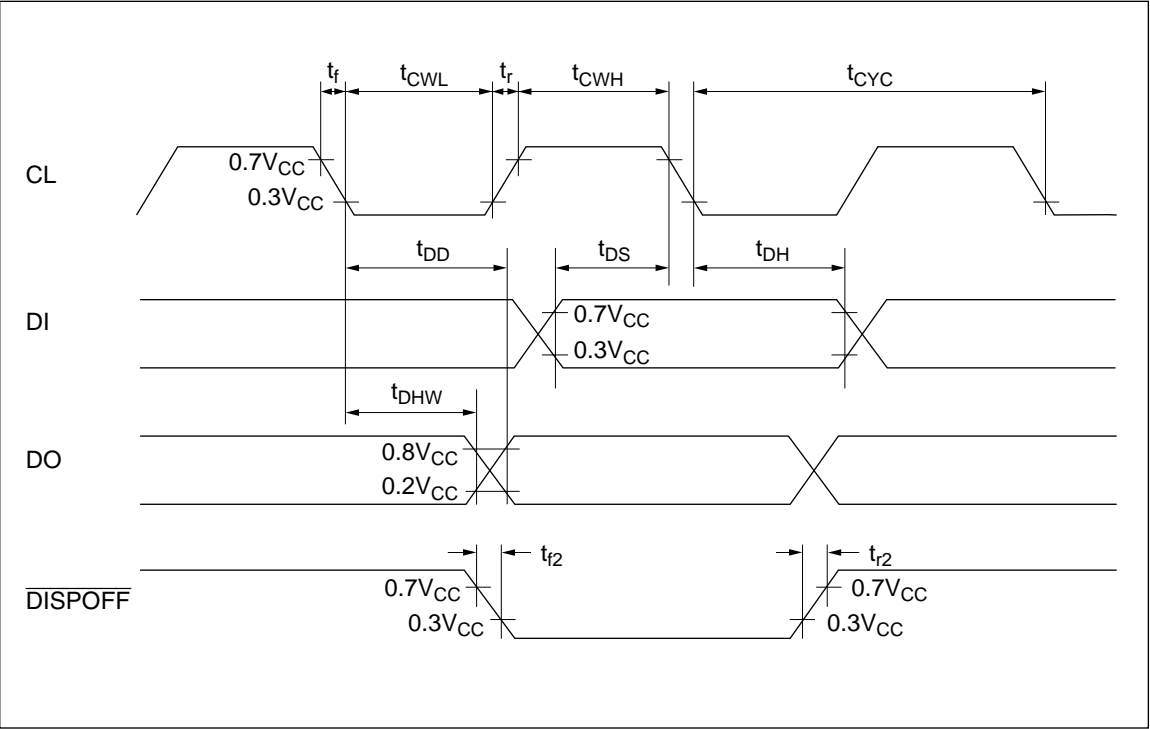 tf tCWL tr tCWH tCYC
CL
0.7VCC
0.3VCC
tDD tDS tDH
DI
0.7VCC
0.3VCC
tDHW
DO
0.8VCC
0.2VCC
tf2 tr2
DISPOFF
0.7VCC 0.7VCC
0.3VCC 0.3VCC